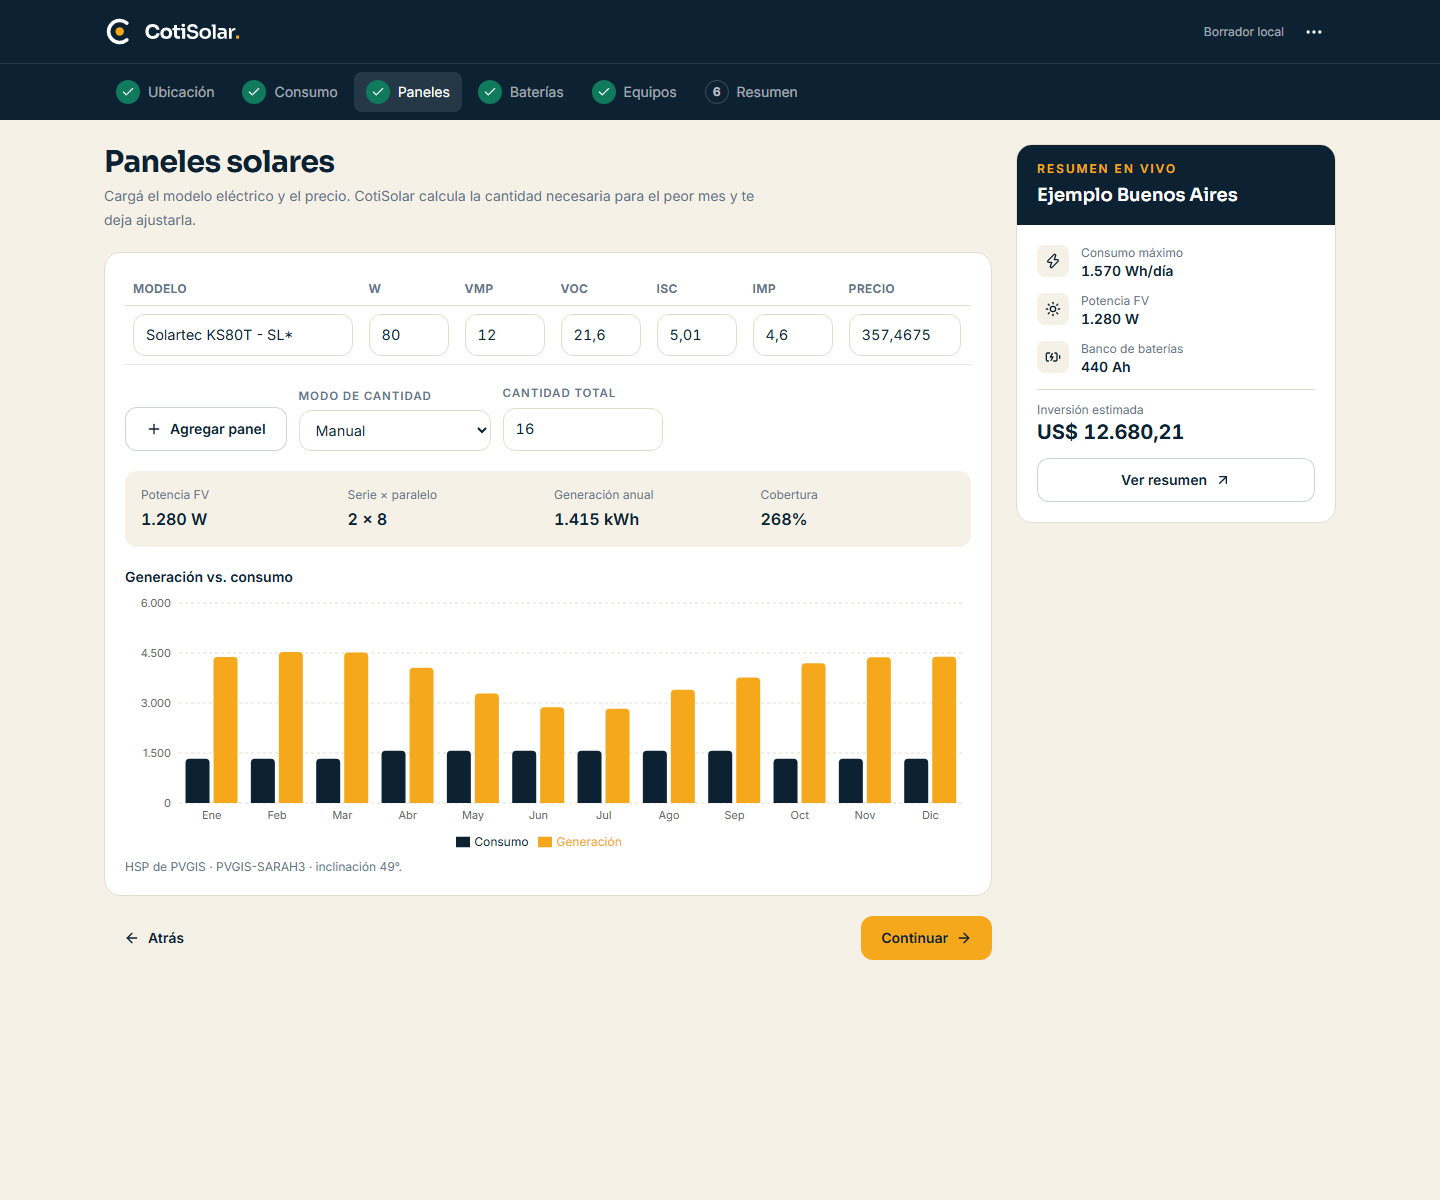 CotiSolar.
Borrador local
Ubicación
Consumo
Paneles
Baterías
Equipos
6 Resumen
Paneles solares
Cargá el modelo eléctrico y el precio. CotiSolar calcula la cantidad necesaria para el peor mes y te
deja ajustarla.
MODELO W VMP VOC ISC IMP PRECIO
Solartec KS80T - SL* 80 12 21,6 5,01 4,6 357,4675
Agregar panel
MODO DE CANTIDAD
Manual
CANTIDAD TOTAL
16
Potencia FV
1.280 W
Serie × paralelo
2 × 8
Generación anual
1.415 kWh
Cobertura
268%
Generación vs. consumo
6.000
4.500
3.000
1.500
0
Ene Feb Mar Abr May Jun Jul Ago Sep Oct Nov Dic
Consumo Generación
HSP de PVGIS · PVGIS-SARAH3 · inclinación 49°.
Atrás
Continuar
RESUMEN EN VIVO
Ejemplo Buenos Aires
Consumo máximo
1.570 Wh/día
Potencia FV
1.280 W
Banco de baterías
440 Ah
Inversión estimada
US$ 12.680,21
Ver resumen